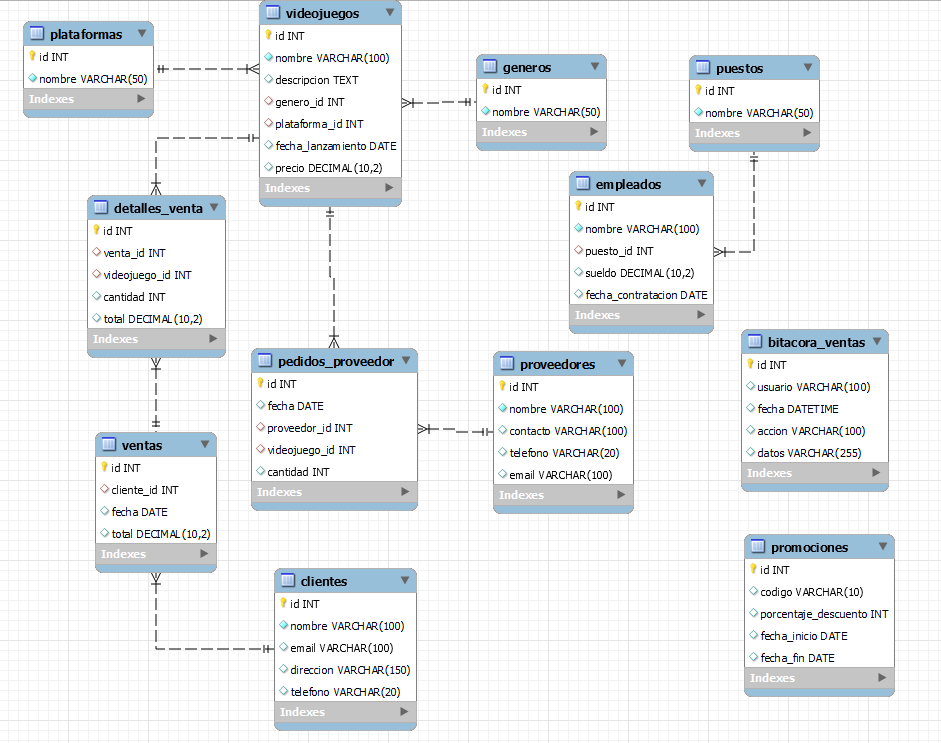 plataformas
id INT
nombre VARCHAR(50)
Indexes
videojuegos
id INT
nombre VARCHAR(100)
descripcion TEXT
genero_id INT
plataforma_id INT
fecha_lanzamiento DATE
precio DECIMAL(10,2)
Indexes
generos
id INT
nombre VARCHAR(50)
Indexes
puestos
id INT
nombre VARCHAR(50)
Indexes
empleados
id INT
nombre VARCHAR(100)
puesto_id INT
sueldo DECIMAL(10,2)
fecha_contratacion DATE
Indexes
detalles_venta
id INT
venta_id INT
videojuego_id INT
cantidad INT
total DECIMAL(10,2)
Indexes
pedidos_proveedor
id INT
fecha DATE
proveedor_id INT
videojuego_id INT
cantidad INT
Indexes
proveedores
id INT
nombre VARCHAR(100)
contacto VARCHAR(100)
telefono VARCHAR(20)
email VARCHAR(100)
Indexes
bitacora_ventas
id INT
usuario VARCHAR(100)
fecha DATETIME
accion VARCHAR(100)
datos VARCHAR(255)
Indexes
ventas
id INT
cliente_id INT
fecha DATE
total DECIMAL(10,2)
Indexes
clientes
id INT
nombre VARCHAR(100)
email VARCHAR(100)
direccion VARCHAR(150)
telefono VARCHAR(20)
Indexes
promociones
id INT
codigo VARCHAR(10)
porcentaje_descuento INT
fecha_inicio DATE
fecha_fin DATE
Indexes